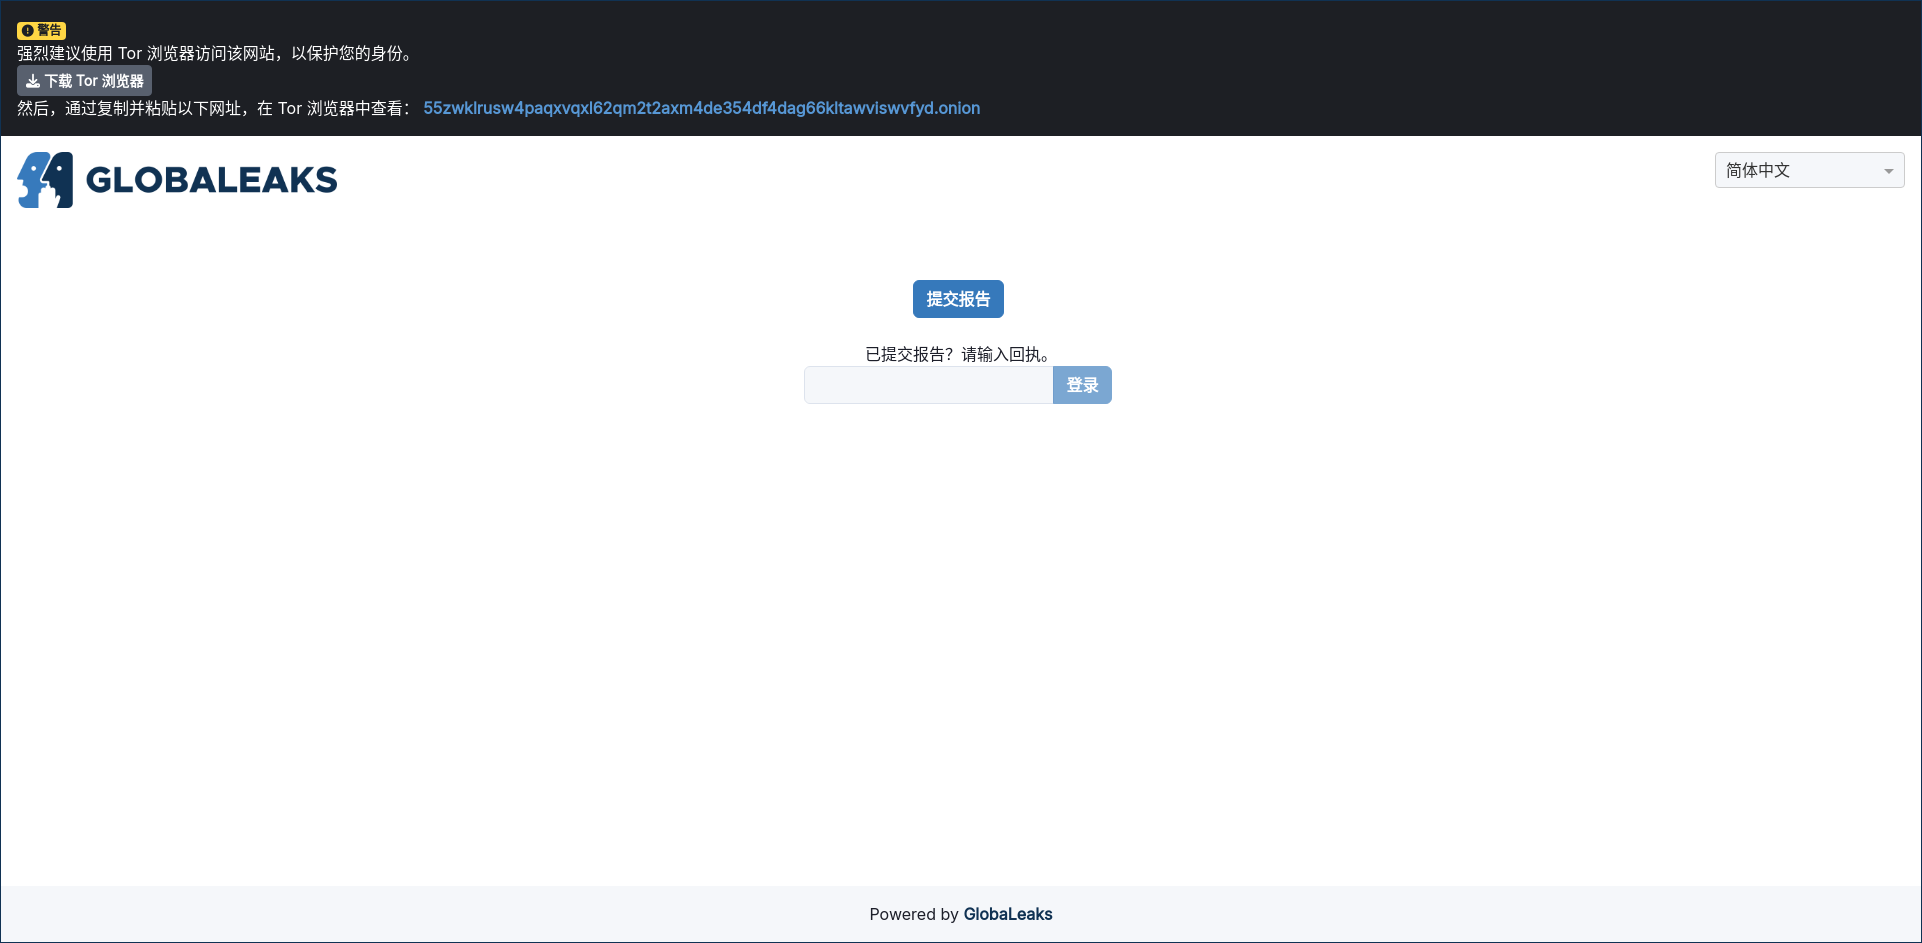 警告
强烈建议使用 Tor 浏览器访问该网站，以保护您的身份。
下载 Tor 浏览器
然后，通过复制并粘贴以下网址，在 Tor 浏览器中查看： 55zwklrusw4paqxvqxl62qm2t2axm4de354df4dag66kltawviswvfyd.onion
GLOBALEAKS
简体中文
提交报告
已提交报告？请输入回执。
登录
Powered by GlobaLeaks